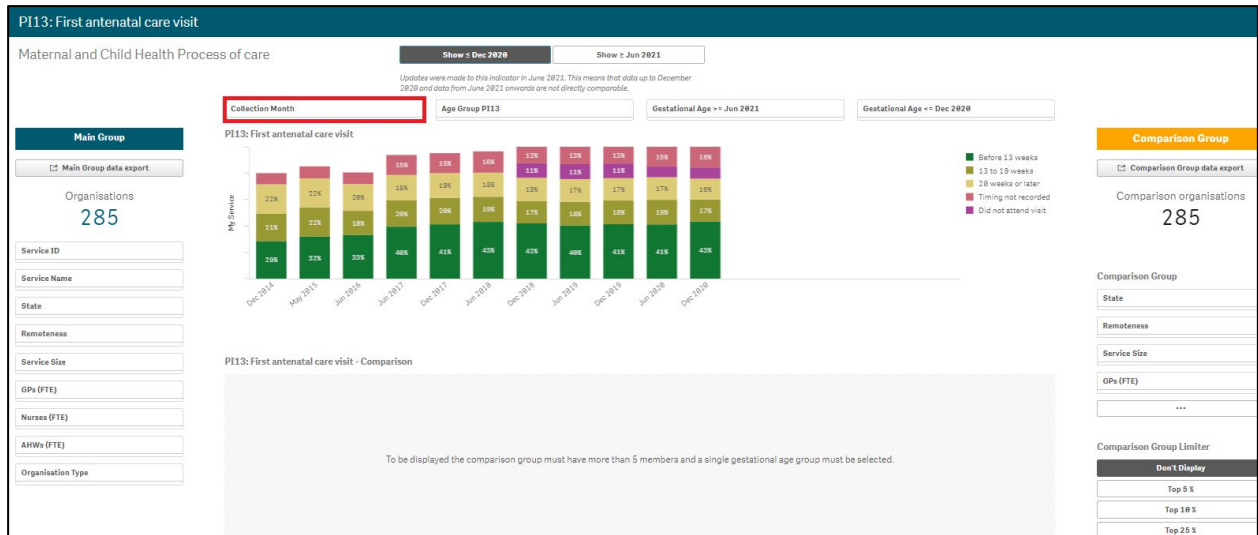 PI13: First antenatal care visit
Maternal and Child Health Process of care
Show ≤ Dec 2020
Show ≥ Jun 2021
Updates were made to this indicator in June 2021. This means that data up to December
2020 and data from June 2021 onwards are not directly comparable.
Collection Month
Age Group PI13
Gestational Age >= Jun 2021
Gestational Age <= Dec 2020
Main Group
Main Group data export
Organisations
285
Service ID
Service Name
State
Remoteness
Service Size
GPs (FTE)
Nurses (FTE)
AHWs (FTE)
Organisation Type
PI13: First antenatal care visit
My Service
15% 15% 16% 12% 13% 13% 15% 16%
11% 11% 11%
22% 22% 20% 19% 19% 18% 18% 17% 17% 17% 16%
21% 22% 18% 20% 20% 19% 17% 18% 18% 19% 17%
29% 32% 33% 40% 41% 43% 42% 40% 41% 41% 43%
Dec 2014 May 2015 Jun 2016 Jun 2017 Dec 2017 Jun 2018 Dec 2018 Jun 2019 Dec 2019 Jun 2020 Dec 2020
Before 13 weeks
13 to 19 weeks
20 weeks or later
Timing not recorded
Did not attend visit
PI13: First antenatal care visit - Comparison
To be displayed the comparison group must have more than 5 members and a single gestational age group must be selected.
Comparison Group
Comparison Group data export
Comparison organisations
285
Comparison Group
State
Remoteness
Service Size
GPs (FTE)
...
Comparison Group Limiter
Don't Display
Top 5 %
Top 10 %
Top 25 %